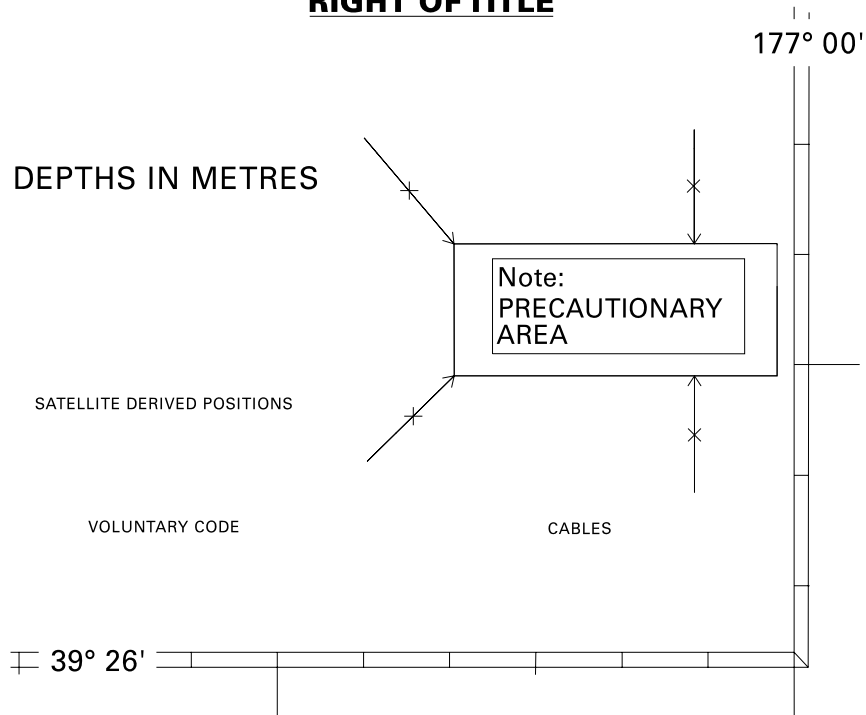 RIGHT OF TITLE
177° 00'
DEPTHS IN METRES
Note:
PRECAUTIONARY
AREA
SATELLITE DERIVED POSITIONS
VOLUNTARY CODE
CABLES
39° 26'